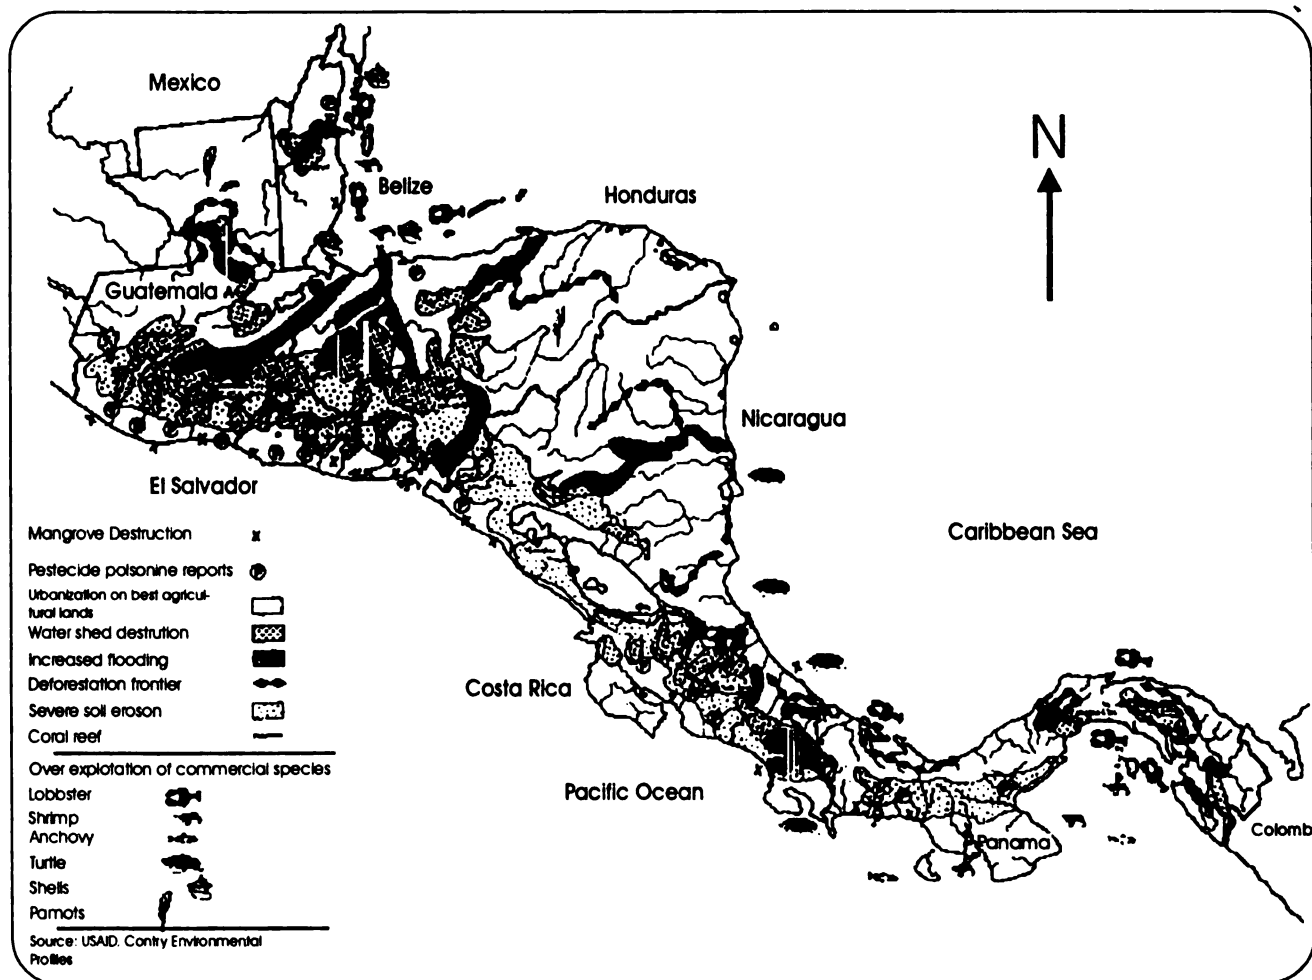 Mexico
N
Belize
Honduras
Guatemala
Nicaragua
El Salvador
Caribbean Sea
Mangrove Destruction
Pestecide poisonine reports
Urbanization on best agricul-
tural lands
Water shed destrution
Increased flooding
Deforestation frontier
Severe soil eroson
Coral reef
Costa Rica
Pacific Ocean
Over explotation of commercial species
Lobbster
Shrimp
Anchovy
Turtle
Shells
Parrots
Panama
Colomb
Source: USAID. Contry Environmental
Profiles